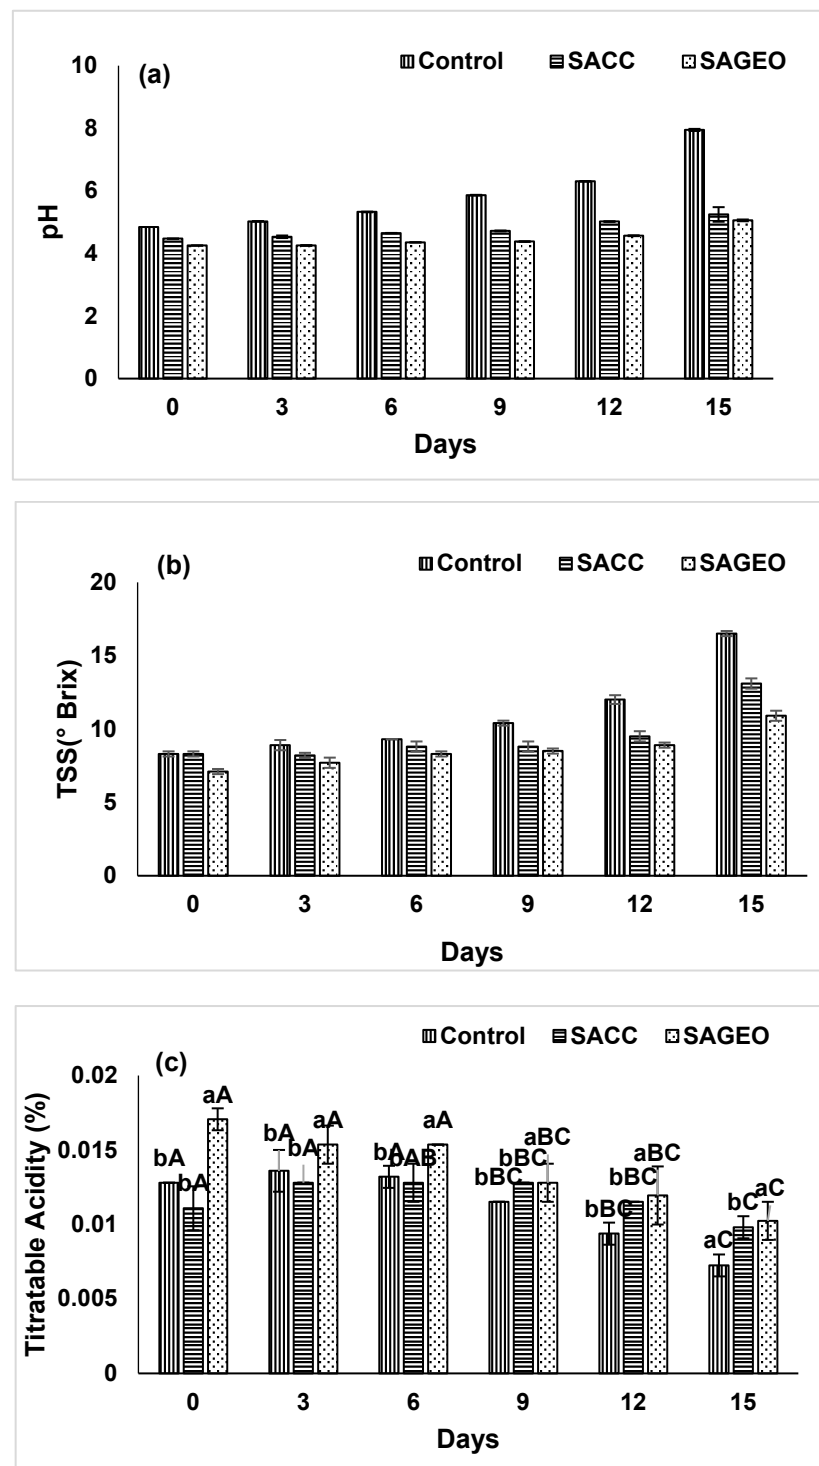 (a)
Control SACC SAGEO
10
8
6
4
2
0
pH
0 3 6 9 12 15
Days
(b)
Control SACC SAGEO
20
15
10
5
0
TSS(° Brix)
0 3 6 9 12 15
Days
Control SACC SAGEO
(c)
0.02
0.015
0.01
0.005
0
Titratable Acidity (%)
bA bA aA
bA bA aA
bA bAB aA
bBC bBC aBC
bBC bBC aBC
aC bC aC
0 3 6 9 12 15
Days